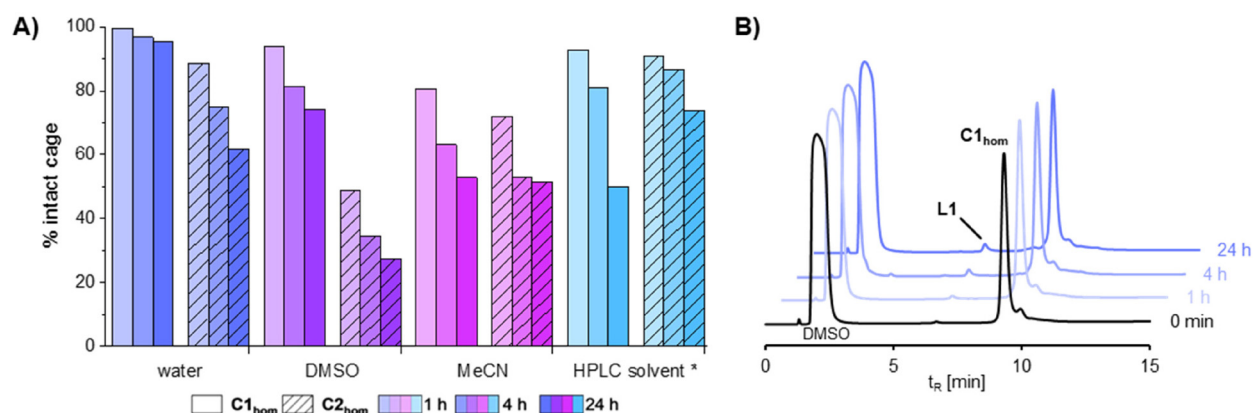 A)
% intact cage
100
80
60
40
20
0
water DMSO MeCN HPLC solvent *
C1hom C2hom 1 h 4 h 24 h
B)
C1hom
L1
24 h
4 h
1 h
0 min
DMSO
0 5 10 15
tR [min]